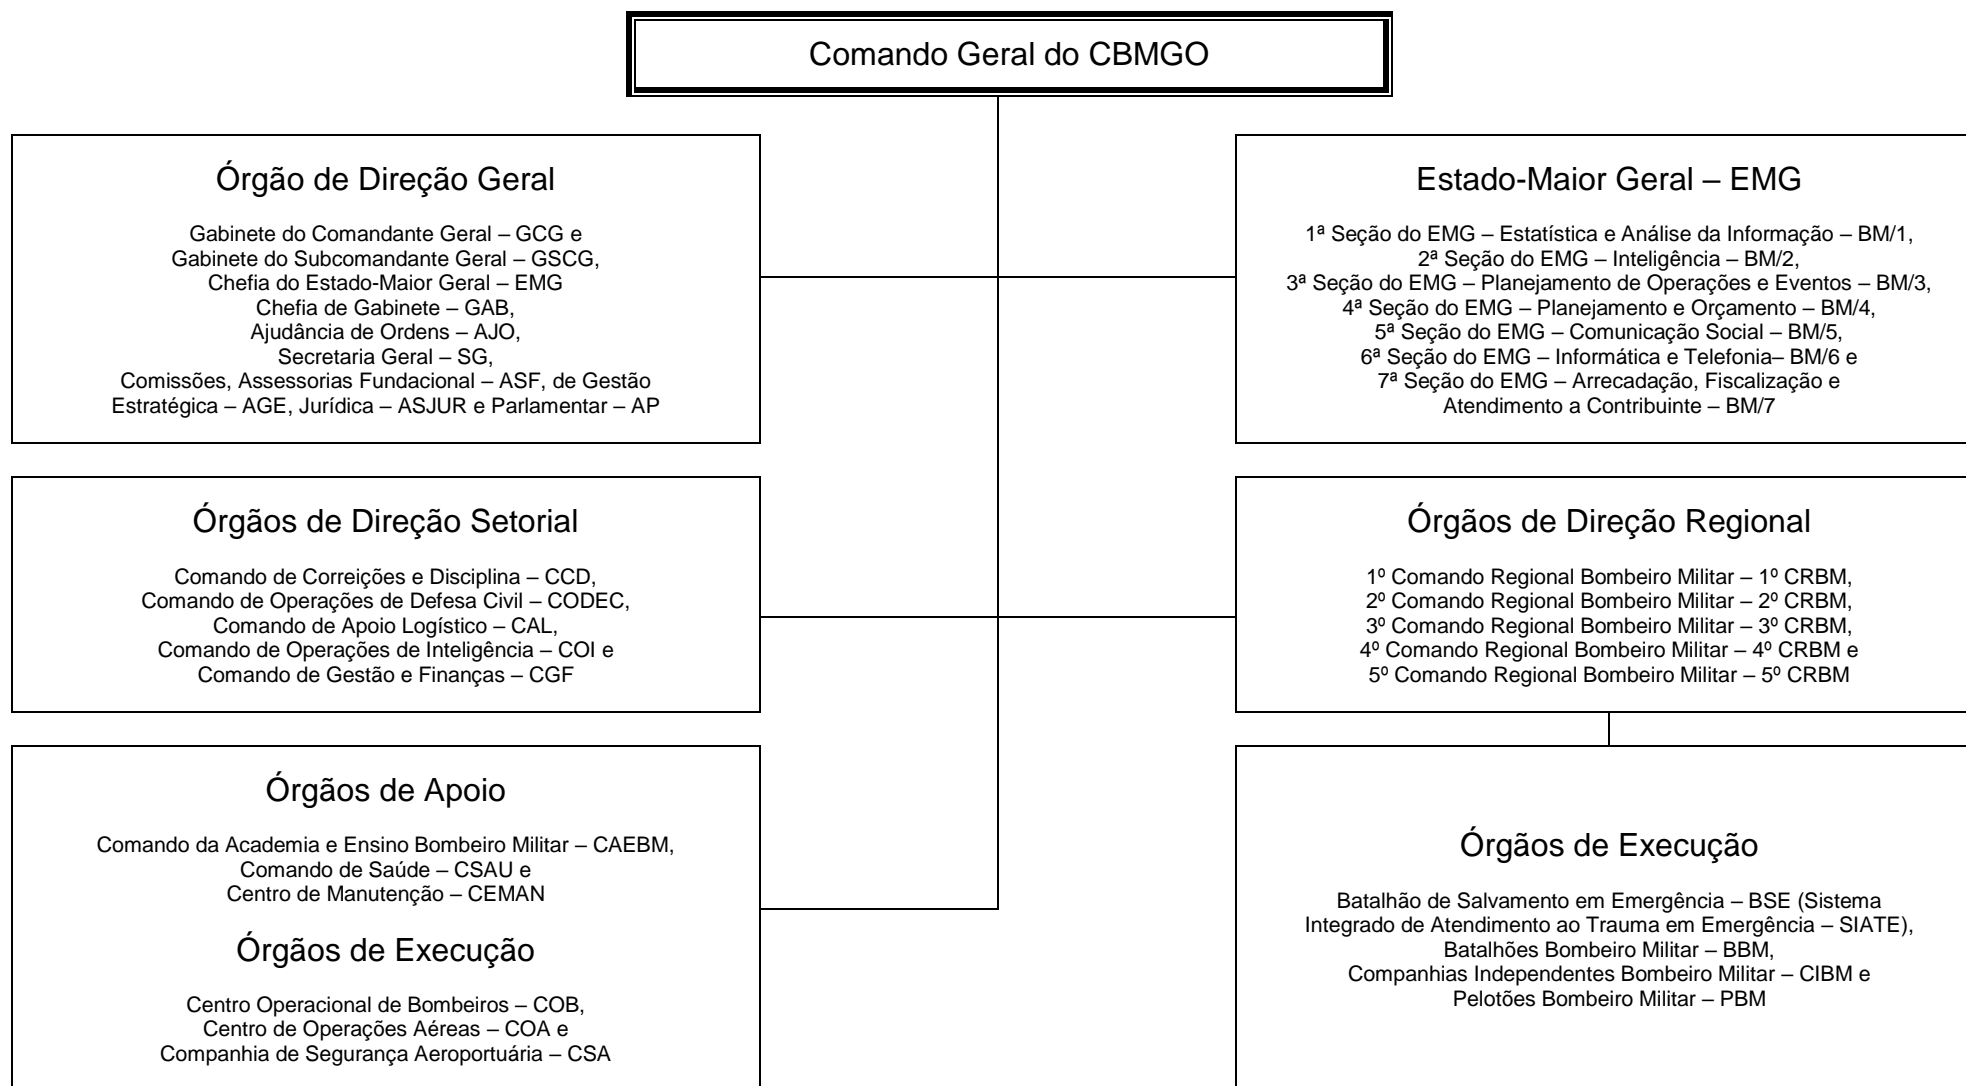 Comando Geral do CBMGO
Órgão de Direção Geral
Gabinete do Comandante Geral – GCG e
Gabinete do Subcomandante Geral – GSCG,
Chefia do Estado-Maior Geral – EMG
Chefia de Gabinete – GAB,
Ajudância de Ordens – AJO,
Secretaria Geral – SG,
Comissões, Assessorias Fundacional – ASF, de Gestão
Estratégica – AGE, Jurídica – ASJUR e Parlamentar – AP
Estado-Maior Geral – EMG
1ª Seção do EMG – Estatística e Análise da Informação – BM/1,
2ª Seção do EMG – Inteligência – BM/2,
3ª Seção do EMG – Planejamento de Operações e Eventos – BM/3,
4ª Seção do EMG – Planejamento e Orçamento – BM/4,
5ª Seção do EMG – Comunicação Social – BM/5,
6ª Seção do EMG – Informática e Telefonia– BM/6 e
7ª Seção do EMG – Arrecadação, Fiscalização e
Atendimento a Contribuinte – BM/7
Órgãos de Direção Setorial
Comando de Correições e Disciplina – CCD,
Comando de Operações de Defesa Civil – CODEC,
Comando de Apoio Logístico – CAL,
Comando de Operações de Inteligência – COI e
Comando de Gestão e Finanças – CGF
Órgãos de Direção Regional
1º Comando Regional Bombeiro Militar – 1º CRBM,
2º Comando Regional Bombeiro Militar – 2º CRBM,
3º Comando Regional Bombeiro Militar – 3º CRBM,
4º Comando Regional Bombeiro Militar – 4º CRBM e
5º Comando Regional Bombeiro Militar – 5º CRBM
Órgãos de Apoio
Comando da Academia e Ensino Bombeiro Militar – CAEBM,
Comando de Saúde – CSAU e
Centro de Manutenção – CEMAN
Órgãos de Execução
Centro Operacional de Bombeiros – COB,
Centro de Operações Aéreas – COA e
Companhia de Segurança Aeroportuária – CSA
Órgãos de Execução
Batalhão de Salvamento em Emergência – BSE (Sistema
Integrado de Atendimento ao Trauma em Emergência – SIATE),
Batalhões Bombeiro Militar – BBM,
Companhias Independentes Bombeiro Militar – CIBM e
Pelotões Bombeiro Militar – PBM